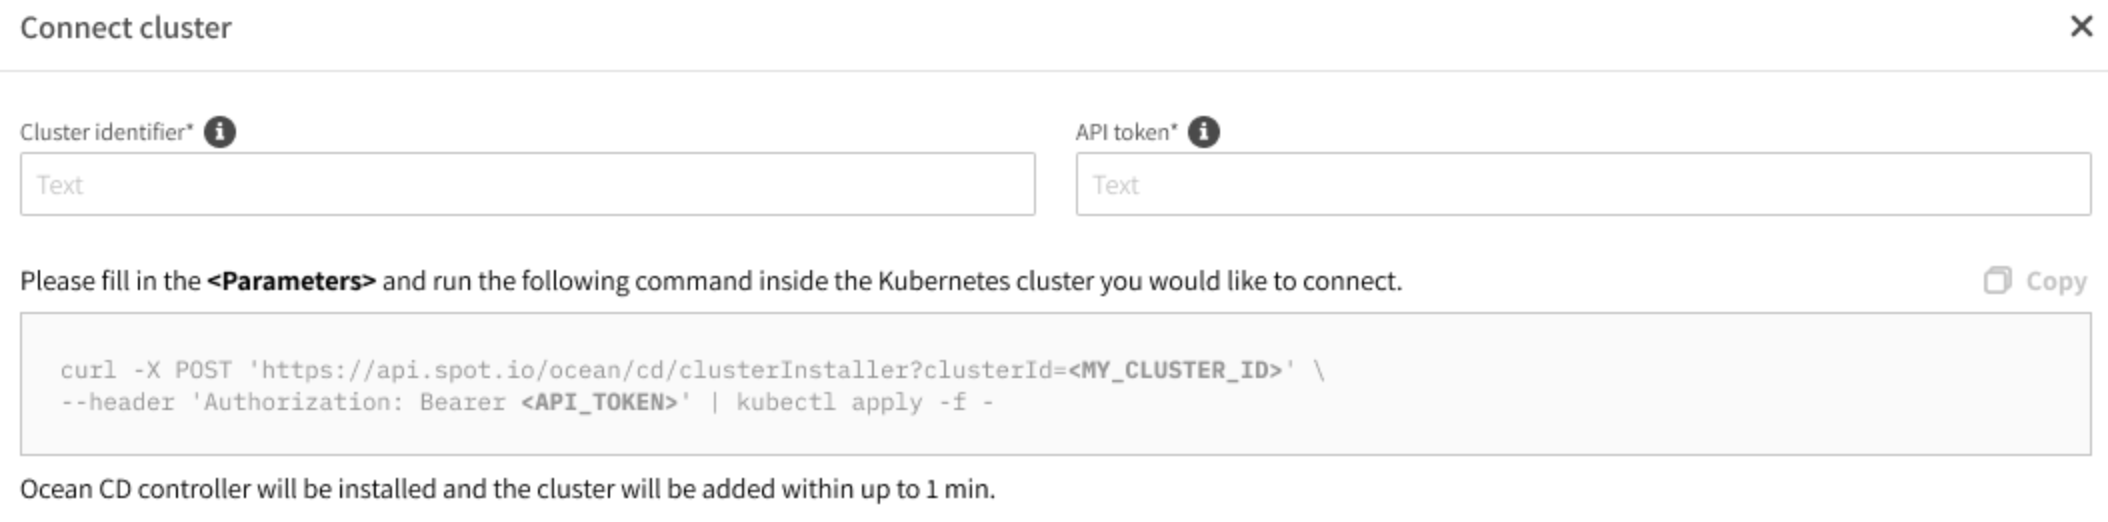 Connect cluster
Cluster identifier*
API token*
Text
Text
Please fill in the <Parameters> and run the following command inside the Kubernetes cluster you would like to connect.
Copy
curl -X POST 'https://api.spot.io/ocean/cd/clusterInstaller?clusterId=<MY_CLUSTER_ID>' \
--header 'Authorization: Bearer <API_TOKEN>' | kubectl apply -f -
Ocean CD controller will be installed and the cluster will be added within up to 1 min.